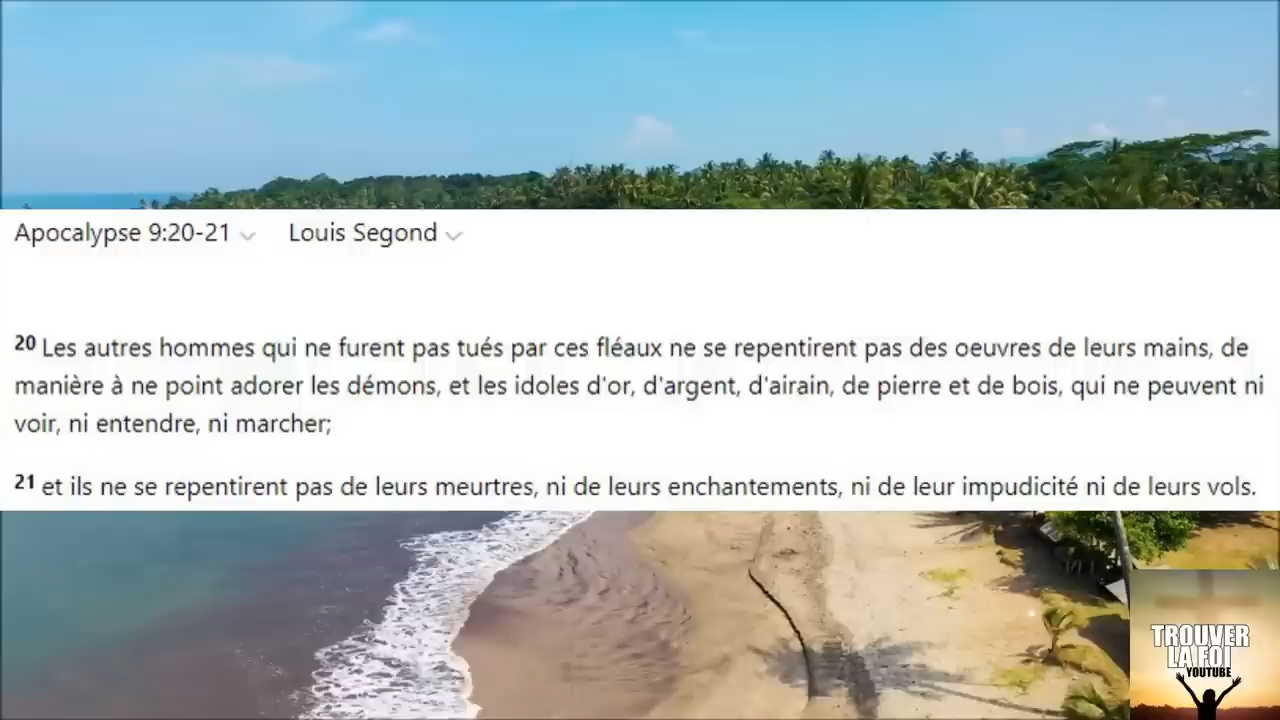 Apocalypse 9:20-21 Louis Segond
20 Les autres hommes qui ne furent pas tués par ces fléaux ne se repentirent pas des oeuvres de leurs mains, de
manière à ne point adorer les démons, et les idoles d'or, d'argent, d'airain, de pierre et de bois, qui ne peuvent ni
voir, ni entendre, ni marcher;
21 et ils ne se repentirent pas de leurs meurtres, ni de leurs enchantements, ni de leur impudicité ni de leurs vols.
TROUVER
LA FOI
YOUTUBE